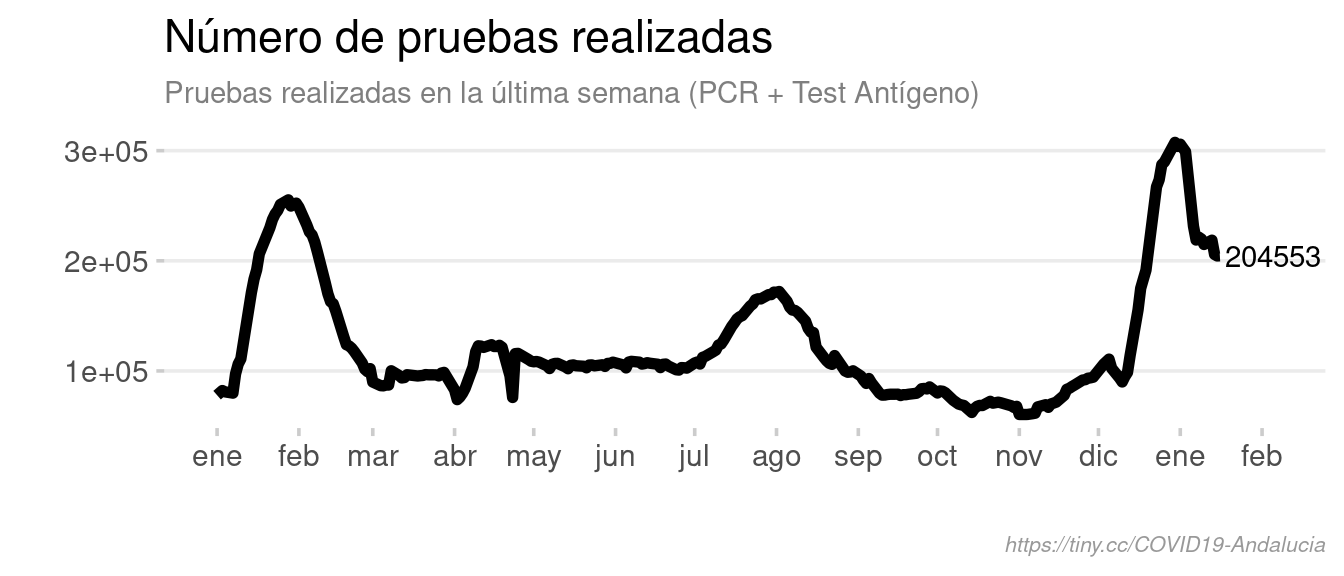 Número de pruebas realizadas
Pruebas realizadas en la última semana (PCR + Test Antígeno)
3e+05
2e+05
204553
1e+05
ene feb mar abr may jun jul ago sep oct nov dic ene feb
https://tiny.cc/COVID19-Andalucia